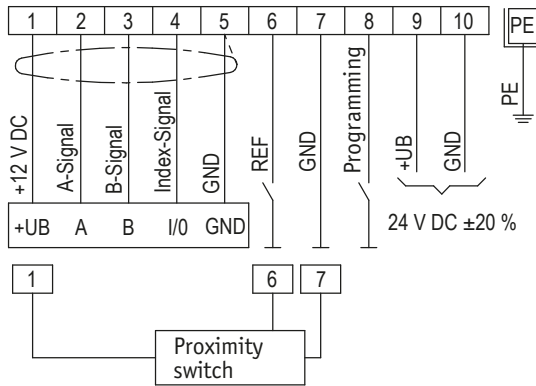 1 2 3 4 5 6 7 8 9 10 PE
+12 V DC
A-Signal
B-Signal
Index-Signal
GND
REF
GND
Programming
+UB
GND
PE
+UB A B I/0 GND
24 V DC ±20 %
1 6 7
Proximity
switch